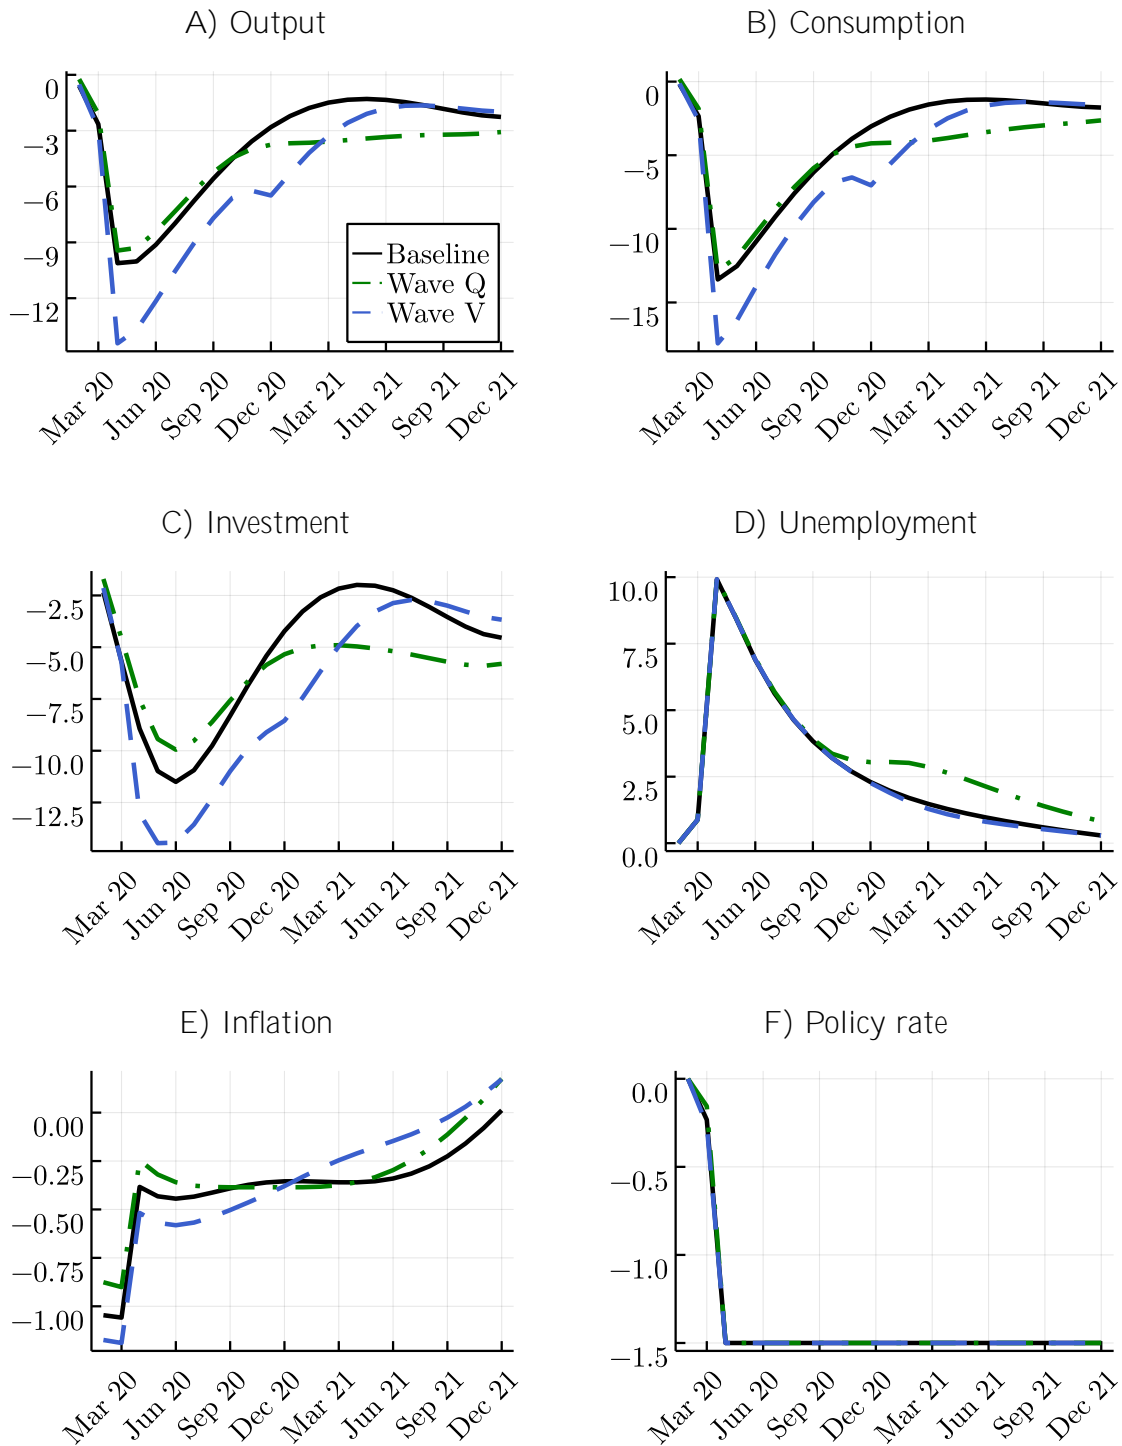 A) Output
0
−3
−6
−9
−12
Baseline
Wave Q
Wave V
Mar 20
Jun 20
Sep 20
Dec 20
Mar 21
Jun 21
Sep 21
Dec 21
B) Consumption
0
−5
−10
−15
Mar 20
Jun 20
Sep 20
Dec 20
Mar 21
Jun 21
Sep 21
Dec 21
C) Investment
−2.5
−5.0
−7.5
−10.0
−12.5
Mar 20
Jun 20
Sep 20
Dec 20
Mar 21
Jun 21
Sep 21
Dec 21
D) Unemployment
10.0
7.5
5.0
2.5
0.0
Mar 20
Jun 20
Sep 20
Dec 20
Mar 21
Jun 21
Sep 21
Dec 21
E) Inflation
0.00
−0.25
−0.50
−0.75
−1.00
Mar 20
Jun 20
Sep 20
Dec 20
Mar 21
Jun 21
Sep 21
Dec 21
F) Policy rate
0.0
−0.5
−1.0
−1.5
Mar 20
Jun 20
Sep 20
Dec 20
Mar 21
Jun 21
Sep 21
Dec 21